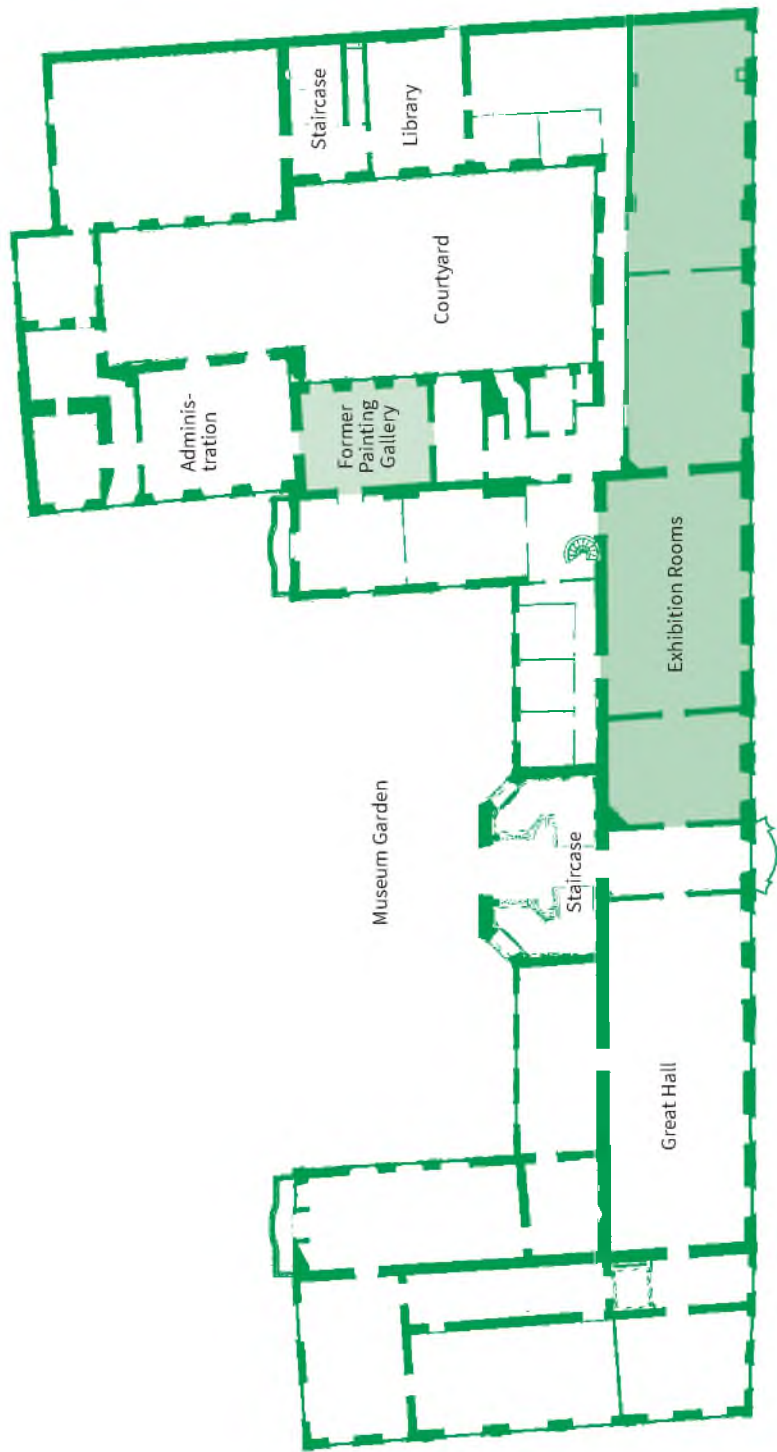 Adminis-
tration
Staircase
Former
Painting
Gallery
Museum Garden
Library
Courtyard
Staircase
Great Hall
Exhibition Rooms